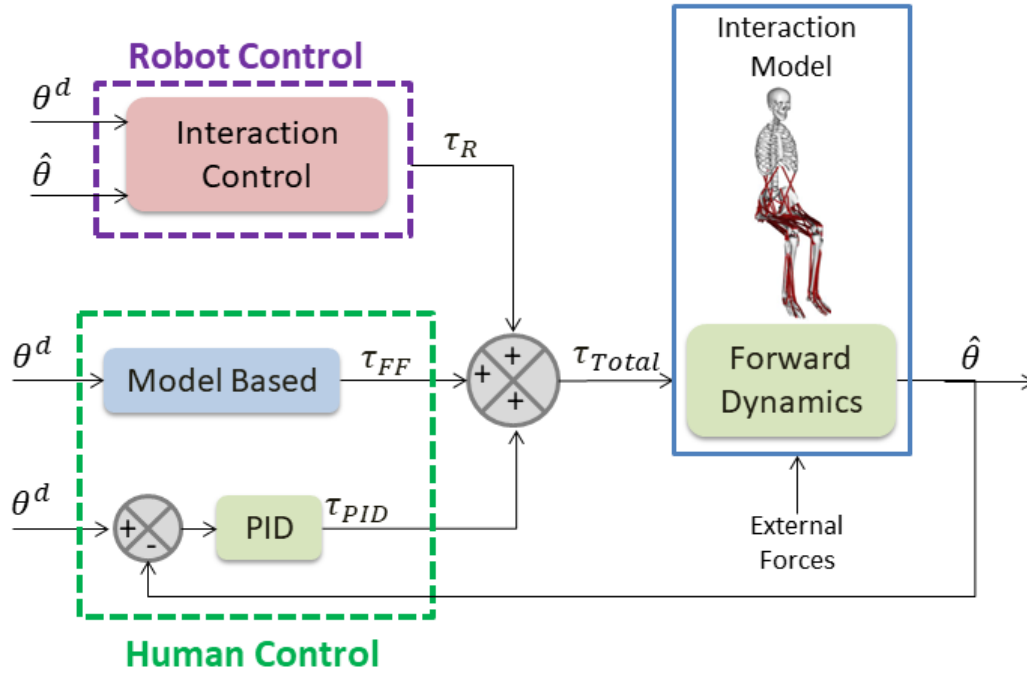 Robot Control
θ^d
θ̂
Interaction
Control
τ_R
Interaction
Model
θ^d
Model Based
τ_FF
+
+
+
τ_Total
Forward
Dynamics
θ̂
θ^d
+
-
PID
τ_PID
External
Forces
Human Control